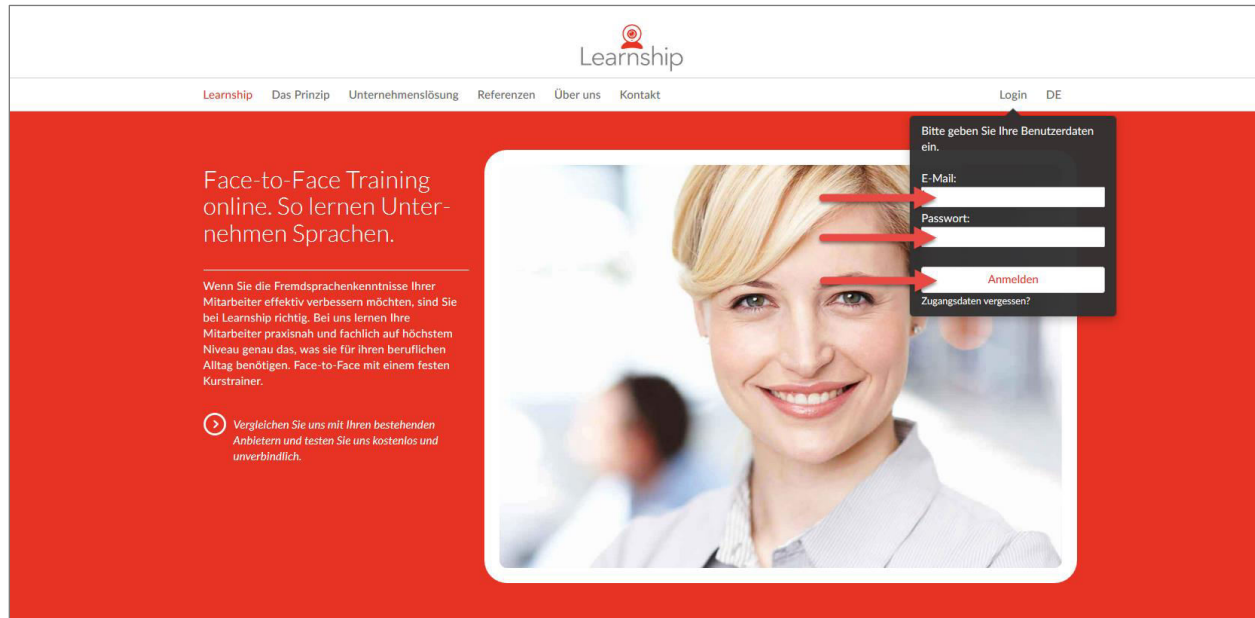 Learnship
Learnship Das Prinzip Unternehmenslösung Referenzen Über uns Kontakt Login DE
Bitte geben Sie Ihre Benutzerdaten
ein.
E-Mail:
Passwort:
Anmelden
Zugangsdaten vergessen?
Face-to-Face Training
online. So lernen Unter-
nehmen Sprachen.
Wenn Sie die Fremdsprachenkenntnisse Ihrer
Mitarbeiter effektiv verbessern möchten, sind Sie
bei Learnship richtig. Bei uns lernen Ihre
Mitarbeiter praxisnah und fachlich auf höchstem
Niveau genau das, was sie für ihren beruflichen
Alltag benötigen. Face-to-Face mit einem festen
Kurstrainer.
Vergleichen Sie uns mit Ihren bestehenden
Anbietern und testen Sie uns kostenlos und
unverbindlich.